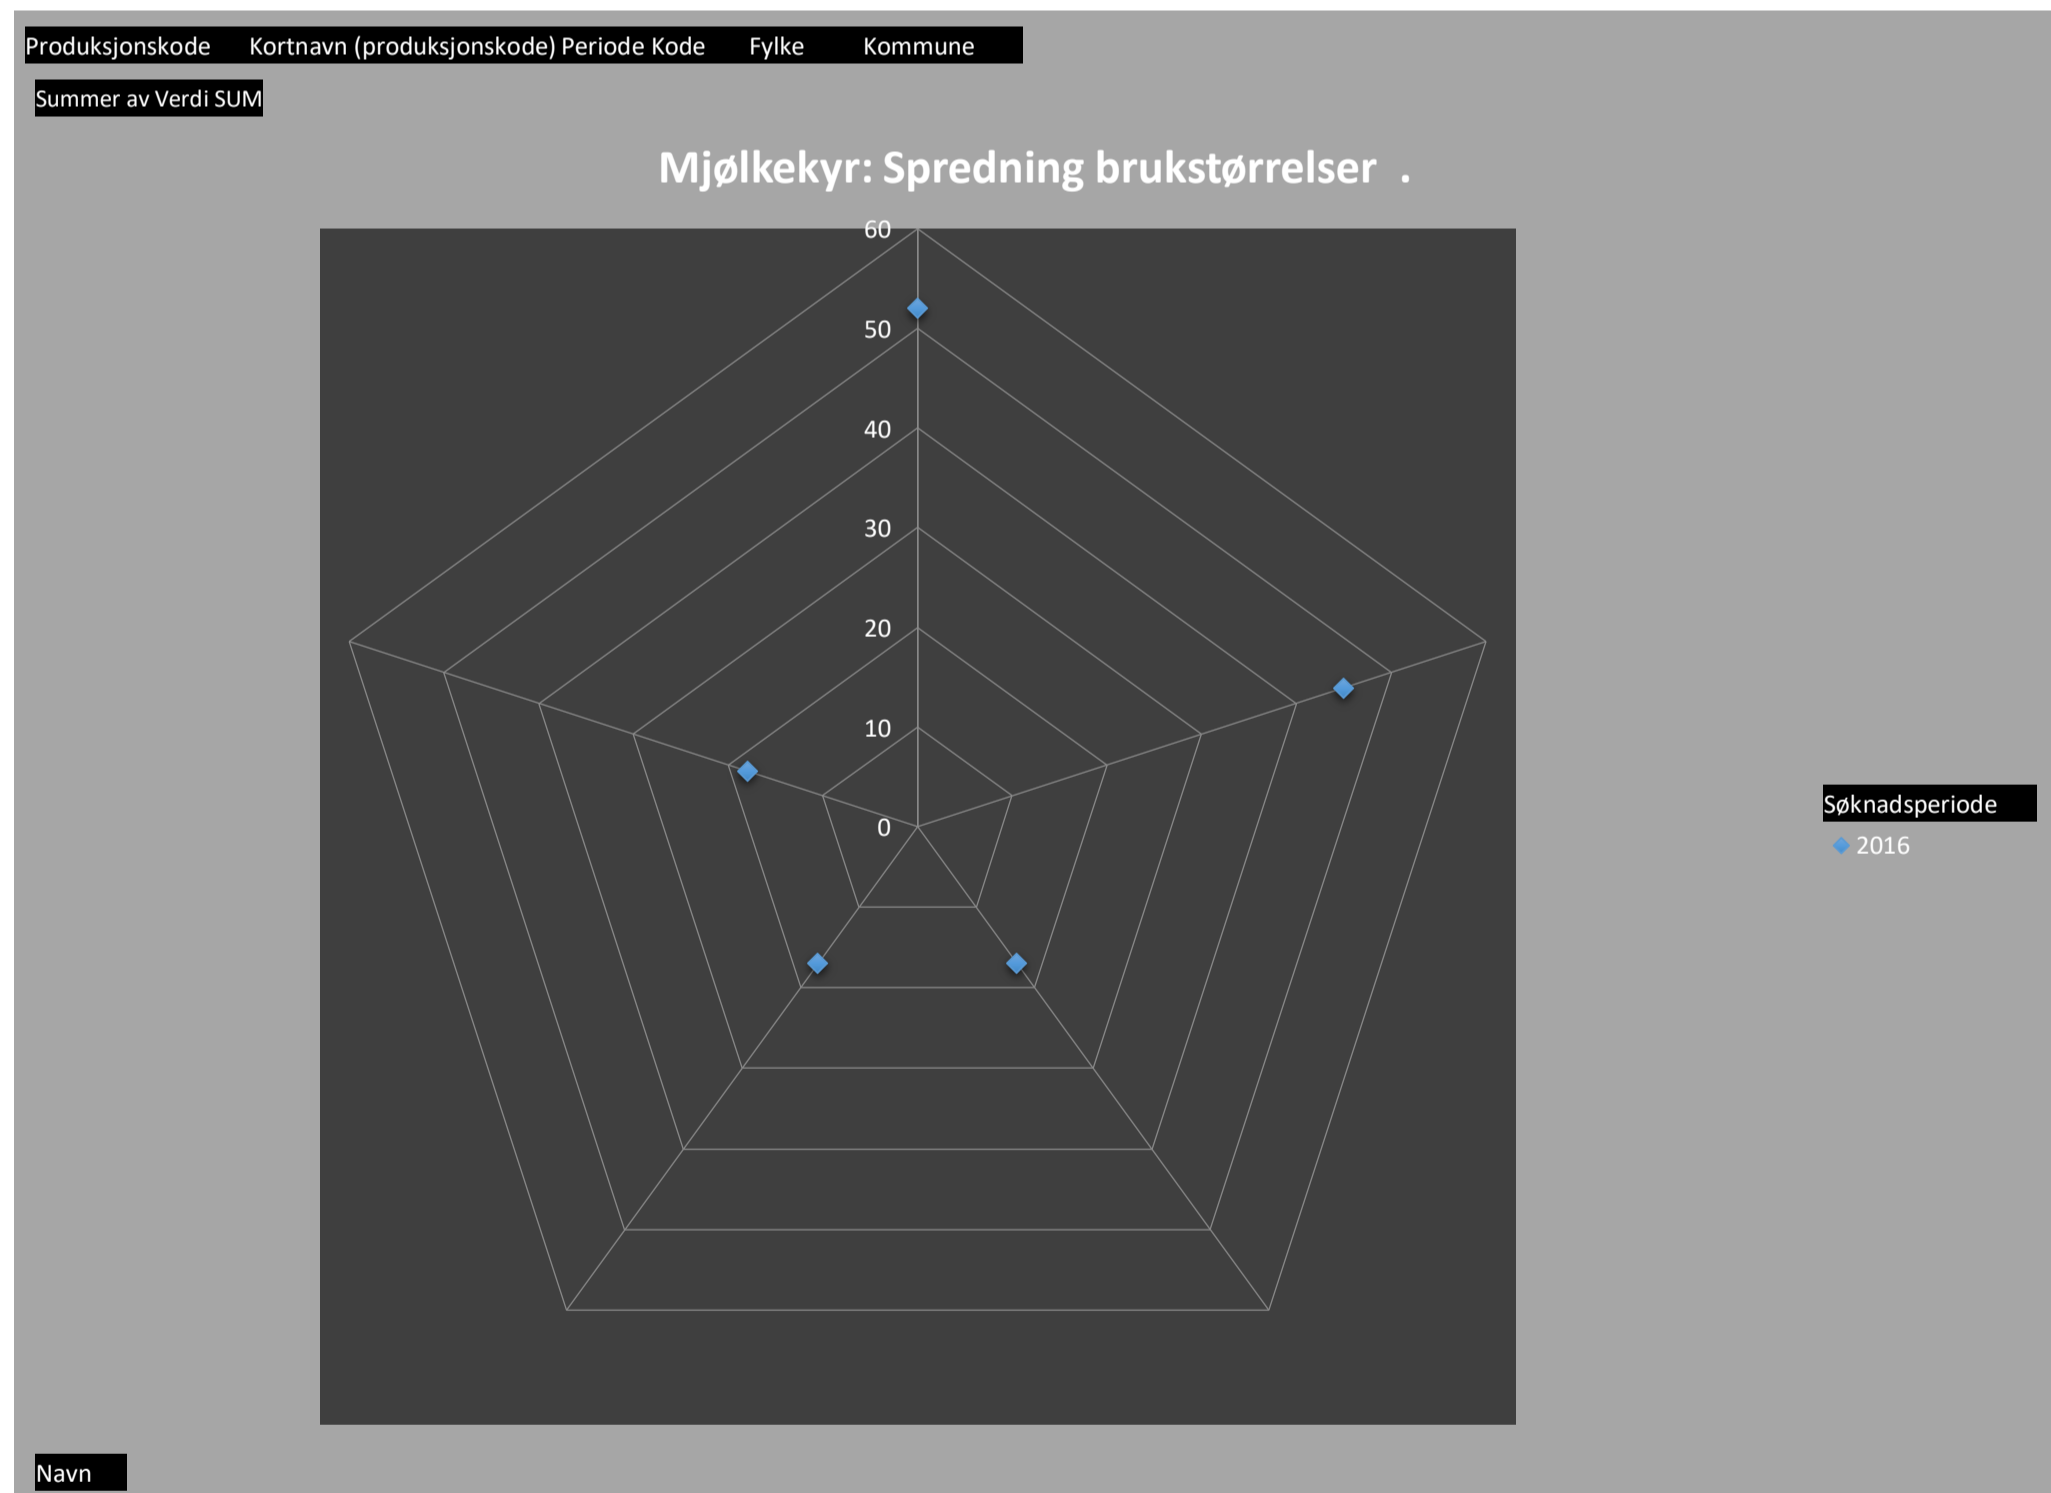 Produksjonskode Kortnavn (produksjonskode) Periode Kode Fylke Kommune
Summer av Verdi SUM
Mjølkekyr: Spredning brukstørrelser .
60
50
40
30
20
10
0
Søknadsperiode
2016
Navn